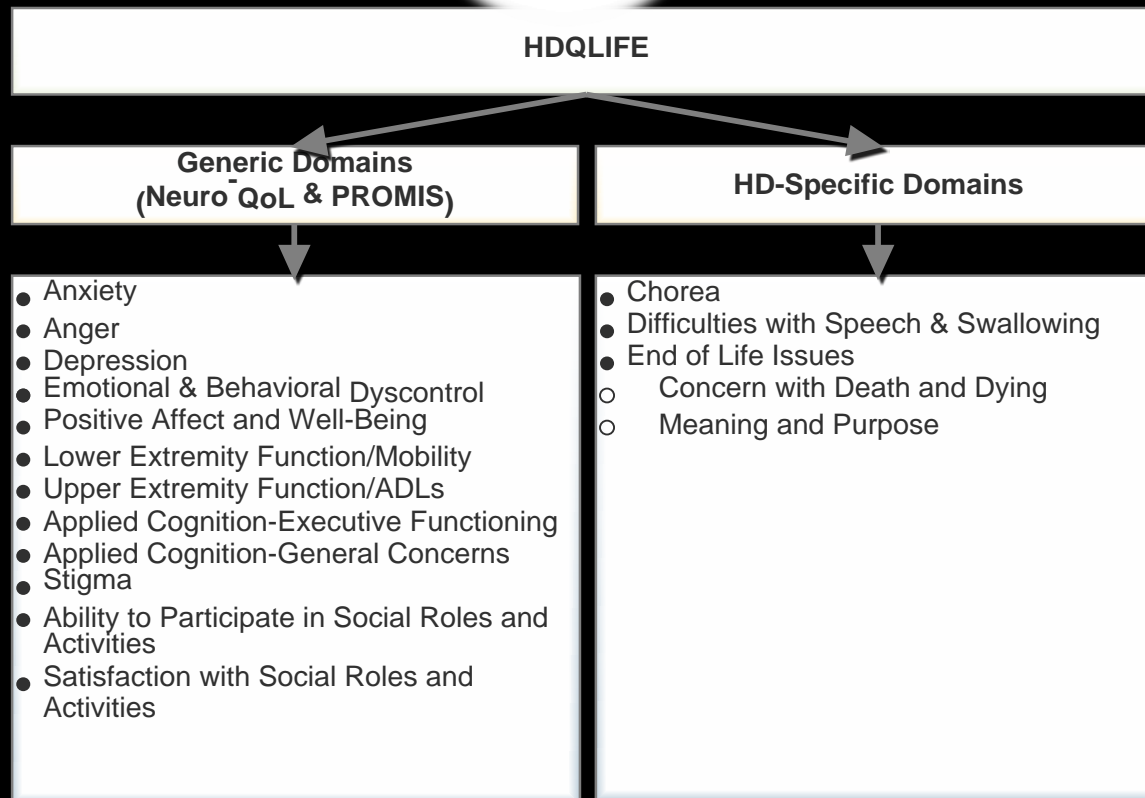 HDQLIFE
Generic Domains
(Neuro-QoL & PROMIS)
● Anxiety
● Anger
● Depression
● Emotional & Behavioral Dyscontrol
● Positive Affect and Well-Being
● Lower Extremity Function/Mobility
● Upper Extremity Function/ADLs
● Applied Cognition-Executive Functioning
● Applied Cognition-General Concerns
● Stigma
● Ability to Participate in Social Roles and
Activities
● Satisfaction with Social Roles and
Activities
HD-Specific Domains
● Chorea
● Difficulties with Speech & Swallowing
● End of Life Issues
○ Concern with Death and Dying
○ Meaning and Purpose